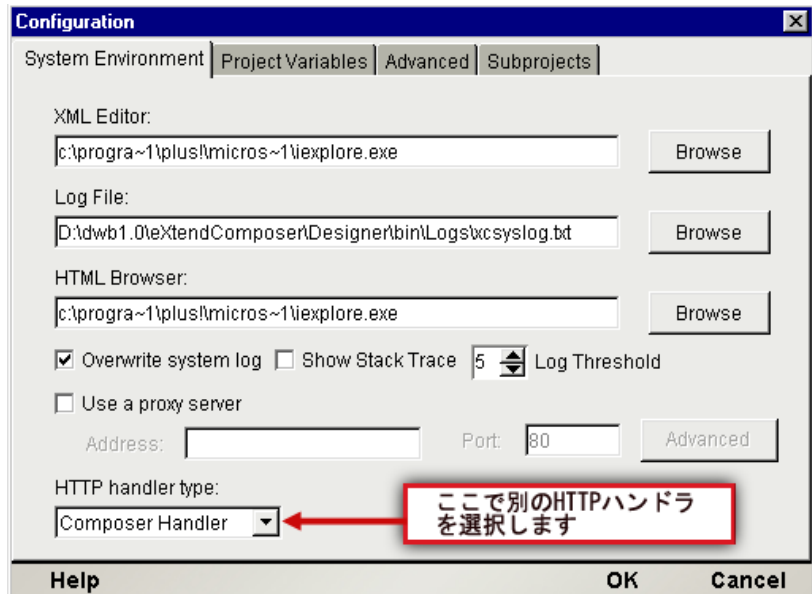 Configuration
System Environment Project Variables Advanced Subprojects
XML Editor:
c:\progra~1\plus!\micros~1\iexplore.exe Browse
Log File:
D:\dwb1.0\eXtendComposer\Designer\bin\Logs\xcsyslog.txt Browse
HTML Browser:
c:\progra~1\plus!\micros~1\iexplore.exe Browse
Overwrite system log Show Stack Trace 5 Log Threshold
Use a proxy server
Address: Port: 80 Advanced
HTTP handler type:
Composer Handler
ここで別のHTTPハンドラ
を選択します
Help OK Cancel